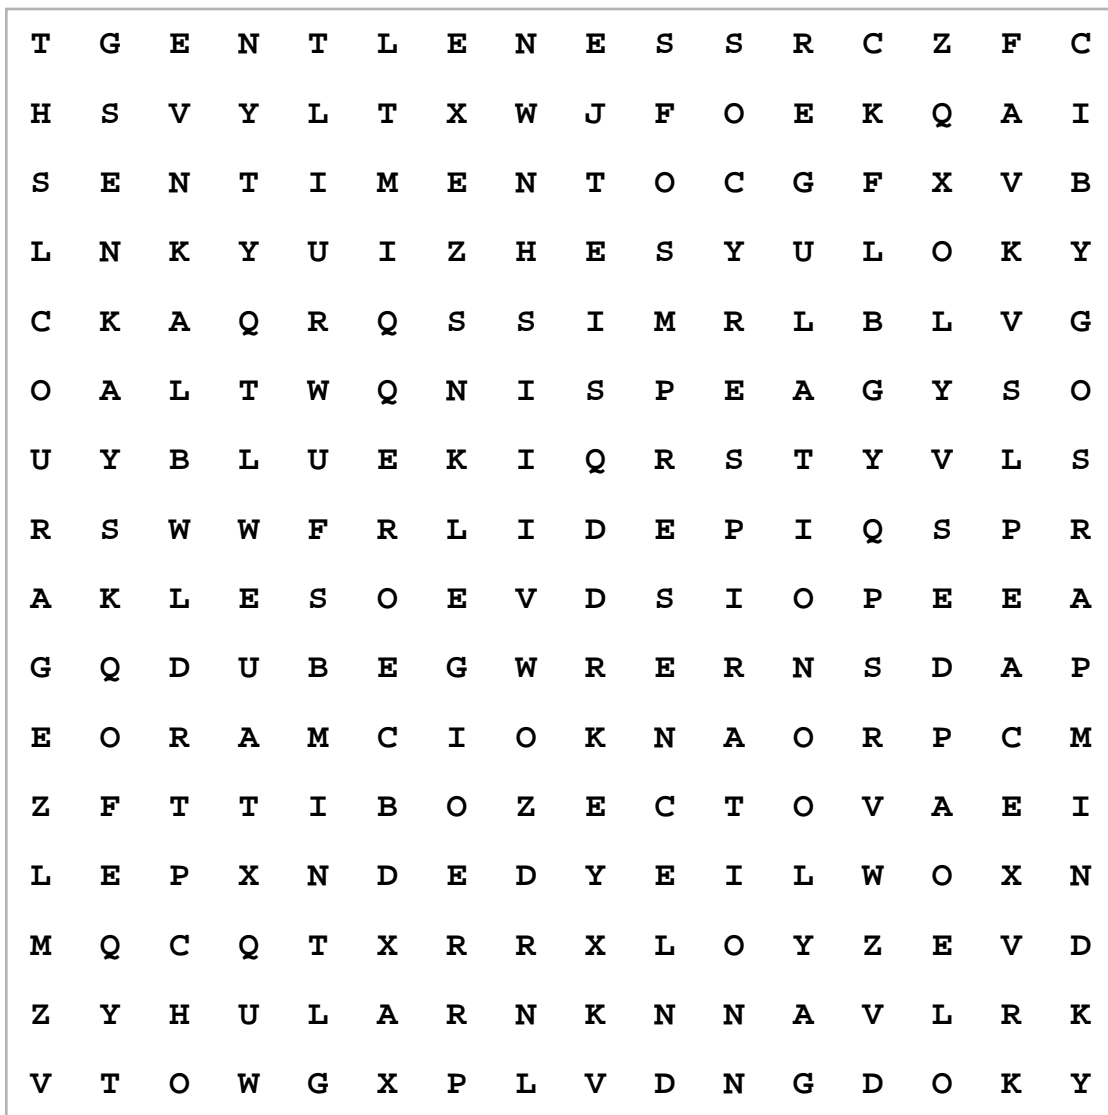 T G E N T L E N E S S R C Z F C
H S V Y L T X W J F O E K Q A I
S E N T I M E N T O C G F X V B
L N K Y U I Z H E S Y U L O K Y
C K A Q R Q S S I M R L B L V G
O A L T W Q N I S P E A G Y S O
U Y B L U E K I Q R S T Y V L S
R S W W F R L I D E P I Q S P R
A K L E S O E V D S I O P E E A
G Q D U B E G W R E R N S D A P
E O R A M C I O K N A O R P C M
Z F T T I B O Z E C T O V A E I
L E P X N D E D Y E I L W O X N
M Q C Q T X R R X L O Y Z E V D
Z Y H U L A R N K N N A V L R K
V T O W G X P L V D N G D O K Y